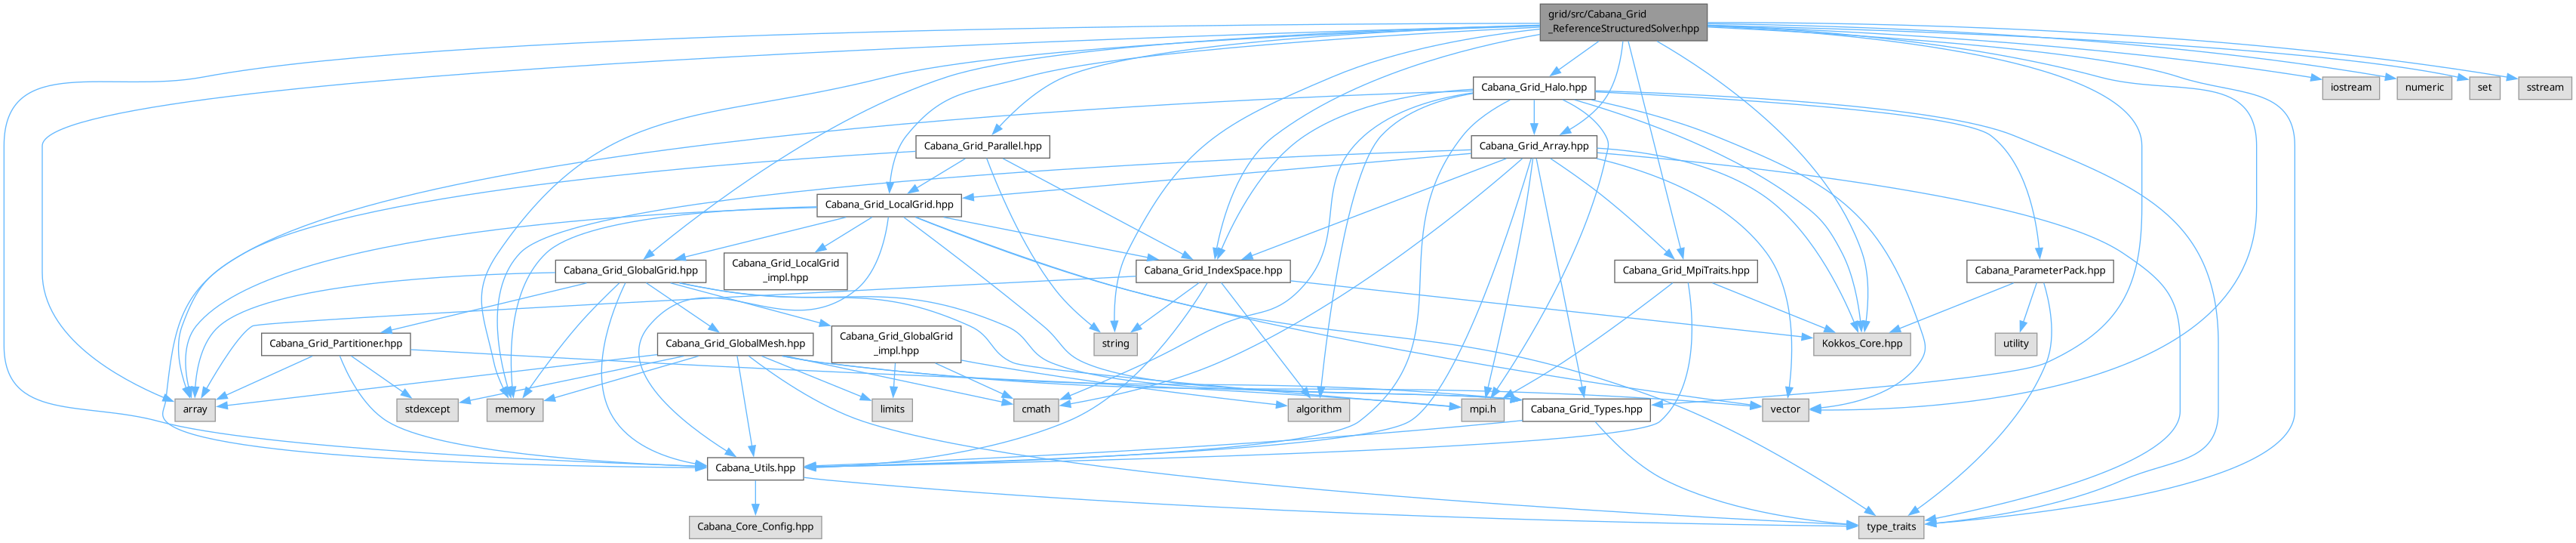 grid/src/Cabana_Grid
_ReferenceStructuredSolver.hpp
Cabana_Grid_Halo.hpp
iostream
numeric
set
sstream
Cabana_Grid_Parallel.hpp
Cabana_Grid_Array.hpp
Cabana_Grid_LocalGrid.hpp
Cabana_Grid_GlobalGrid.hpp
Cabana_Grid_LocalGrid
_impl.hpp
Cabana_Grid_IndexSpace.hpp
Cabana_Grid_MpiTraits.hpp
Cabana_ParameterPack.hpp
Cabana_Grid_Partitioner.hpp
Cabana_Grid_GlobalMesh.hpp
Cabana_Grid_GlobalGrid
_impl.hpp
string
Kokkos_Core.hpp
utility
array
stdexcept
memory
limits
cmath
algorithm
mpi.h
Cabana_Grid_Types.hpp
vector
Cabana_Utils.hpp
Cabana_Core_Config.hpp
type_traits